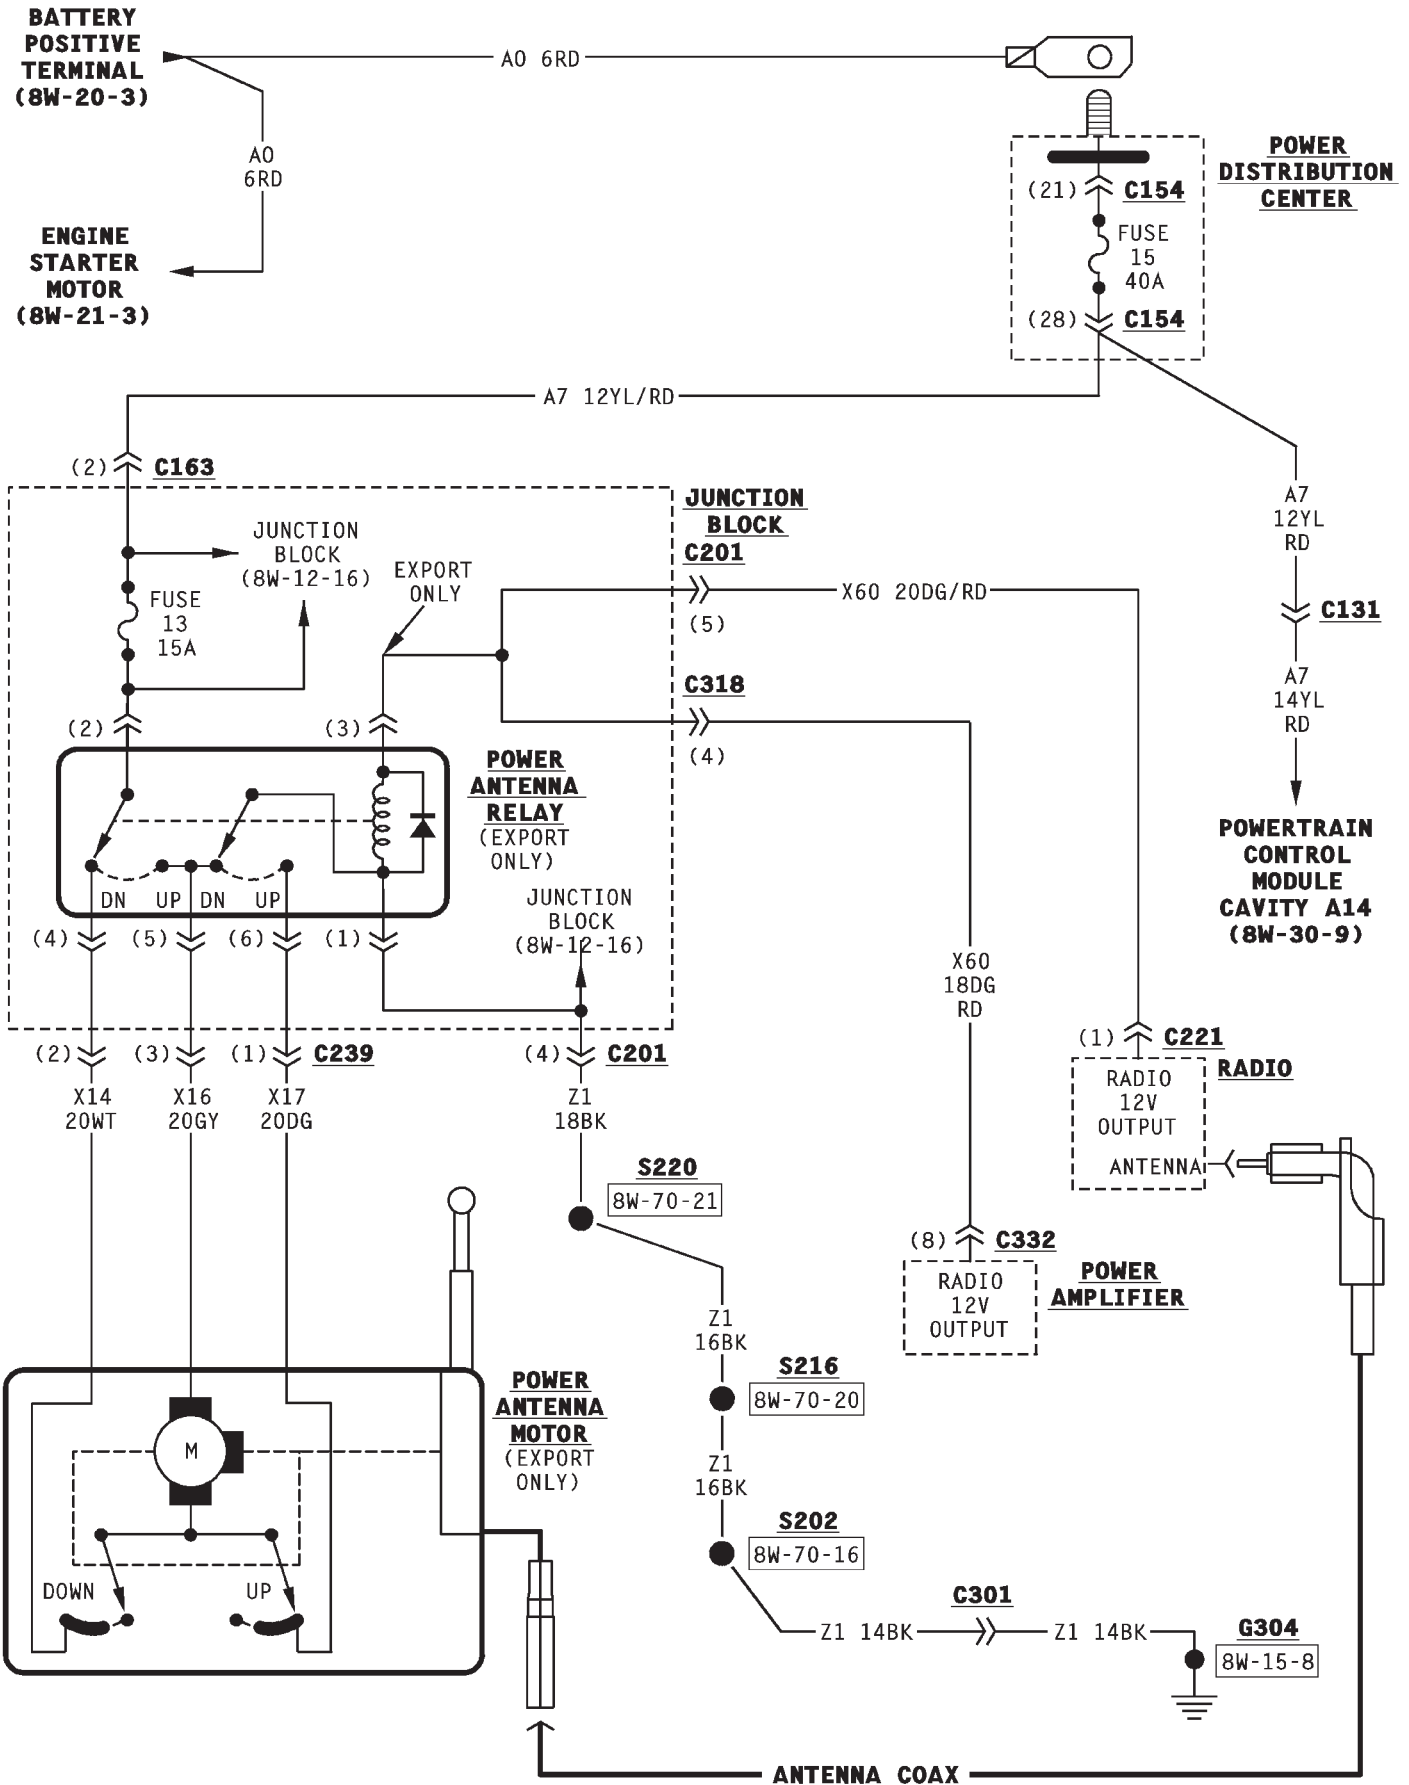 BATTERY
POSITIVE
TERMINAL
(8W-20-3)
A0 6RD
A0
6RD
ENGINE
STARTER
MOTOR
(8W-21-3)
POWER
DISTRIBUTION
CENTER
(21) C154
FUSE
15
40A
(28) C154
A7 12YL/RD
(2) C163
A7
12YL
RD
C131
A7
14YL
RD
POWERTRAIN
CONTROL
MODULE
CAVITY A14
(8W-30-9)
JUNCTION
BLOCK
C201
(5)
X60 20DG/RD
C318
(4)
JUNCTION
BLOCK
(8W-12-16)
EXPORT
ONLY
FUSE
13
15A
(2)
(3)
POWER
ANTENNA
RELAY
(EXPORT
ONLY)
DN UP DN UP
(4) (5) (6) (1)
JUNCTION
BLOCK
(8W-12-16)
X60
18DG
RD
(2) (3) (1) C239
(4) C201
X14
20WT
X16
20GY
X17
20DG
Z1
18BK
(1) C221
RADIO
RADIO
12V
OUTPUT
ANTENNA
S220
8W-70-21
(8) C332
RADIO
12V
OUTPUT
POWER
AMPLIFIER
Z1
16BK
S216
8W-70-20
Z1
16BK
S202
8W-70-16
POWER
ANTENNA
MOTOR
(EXPORT
ONLY)
M
DOWN
UP
C301
Z1 14BK
Z1 14BK
G304
8W-15-8
ANTENNA COAX